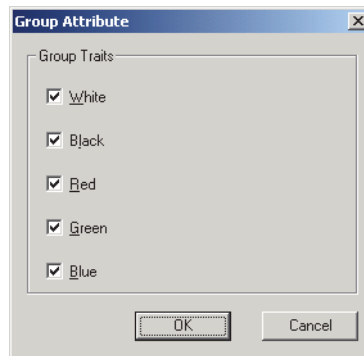 Group Attribute
Group Traits
White
Black
Red
Green
Blue
OK Cancel